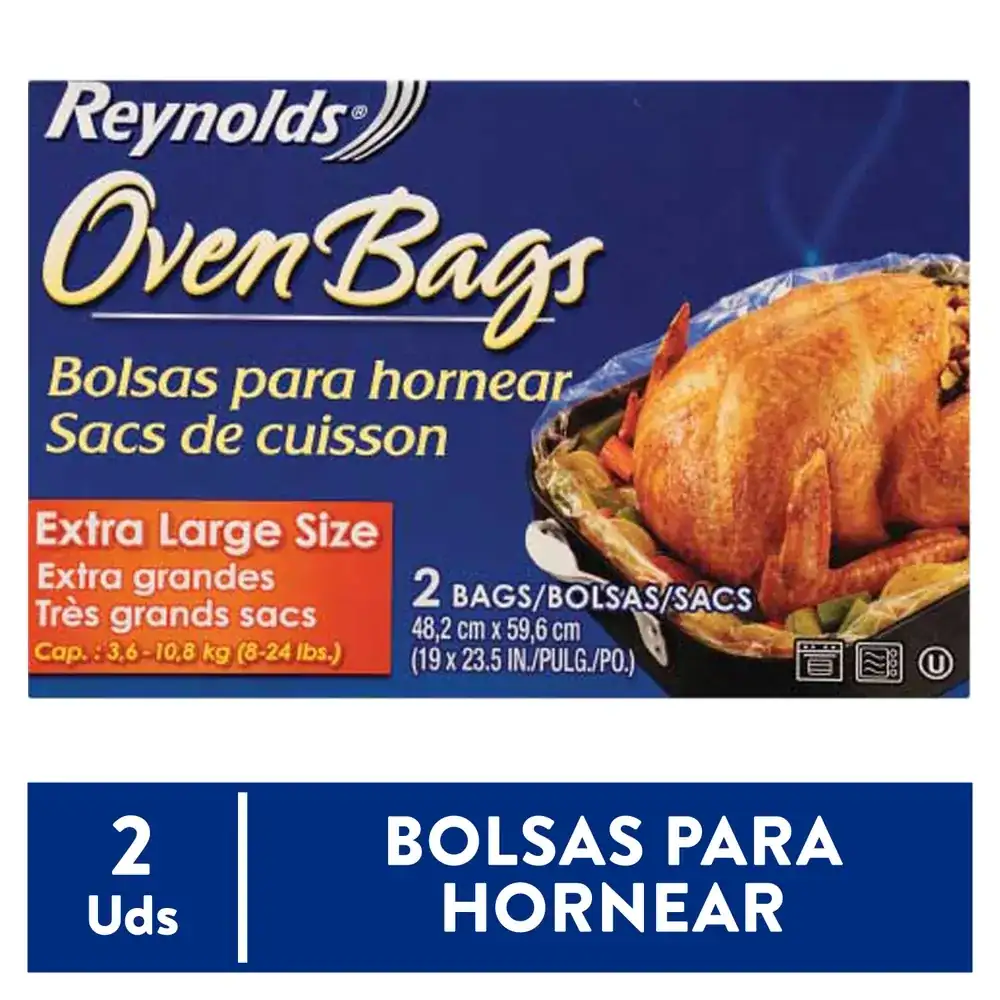 Reynolds®
Oven Bags
Bolsas para hornear
Sacs de cuisson
Extra Large Size
Extra grandes
Très grands sacs
Cap. : 3,6 - 10,8 kg (8-24 lbs.)
2 BAGS/BOLSAS/SACS
48,2 cm x 59,6 cm
(19 x 23.5 IN./PULG./PO.)
U
2
Uds
BOLSAS PARA
HORNEAR